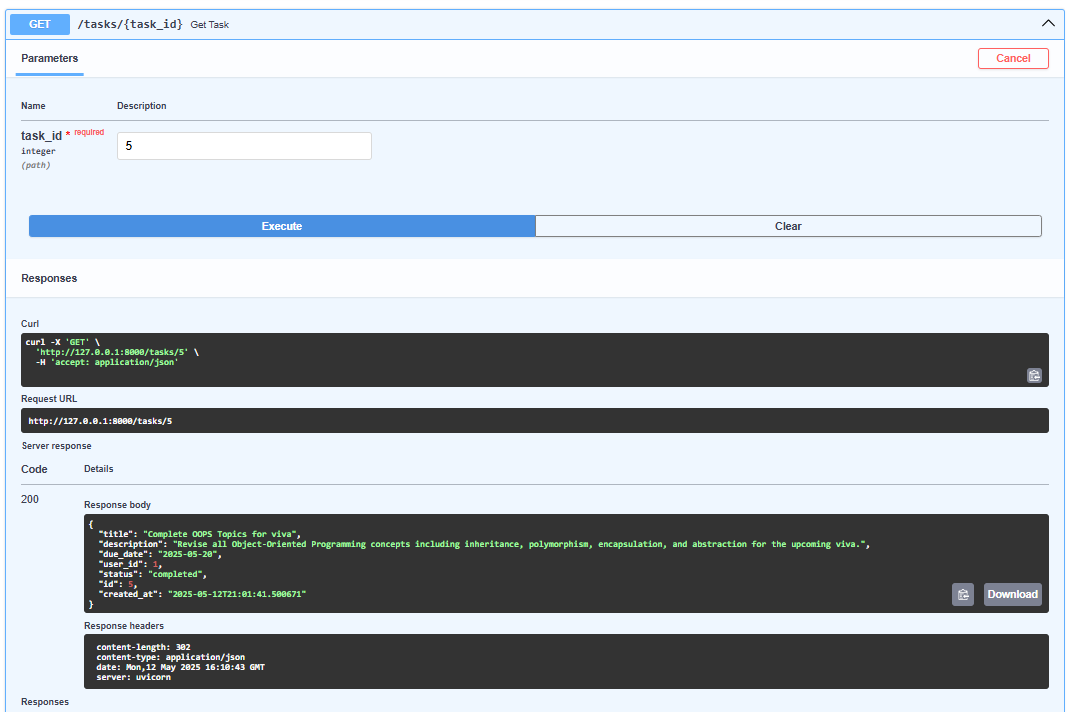 GET /tasks/{task_id} Get Task
Parameters
Cancel
Name Description
task_id * required
integer
(path)
5
Execute Clear
Responses
Curl
curl -X 'GET' \
'http://127.0.0.1:8000/tasks/5' \
-H 'accept: application/json'
Request URL
http://127.0.0.1:8000/tasks/5
Server response
Code Details
200
Response body
{
"title": "Complete OOPS Topics for viva",
"description": "Revise all Object-Oriented Programming concepts including inheritance, polymorphism, encapsulation, and abstraction for the upcoming viva.",
"due_date": "2025-05-20",
"user_id": 1,
"status": "completed",
"id": 5,
"created_at": "2025-05-12T21:01:41.500671"
}
Download
Response headers
content-length: 302
content-type: application/json
date: Mon,12 May 2025 16:10:43 GMT
server: uvicorn
Responses